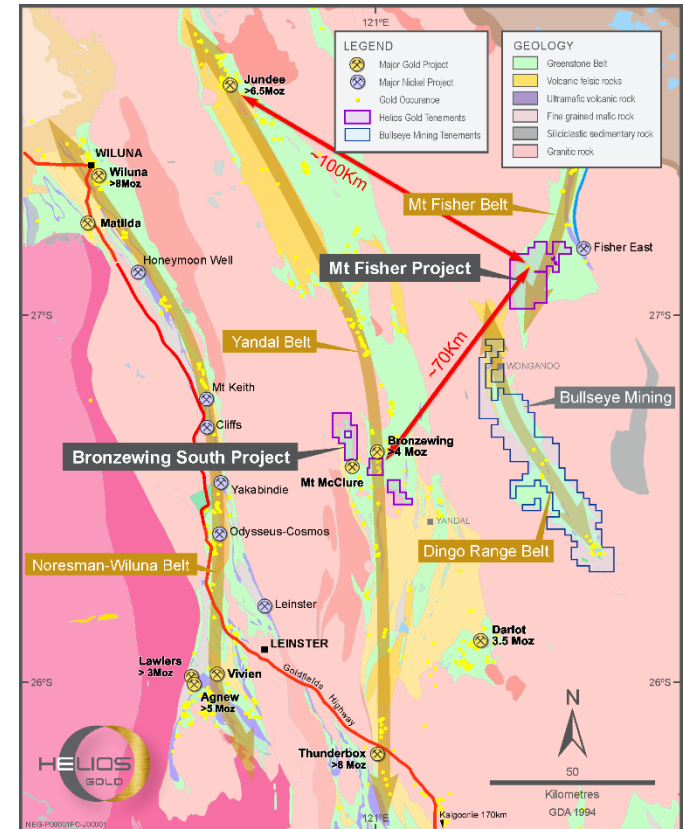 121°E
LEGEND
Major Gold Project
Major Nickel Project
Gold Occurance
Helios Gold Tenements
Bullseye Mining Tenements
GEOLOGY
Greenstone Belt
Volcanic felsic rocks
Ultramafic volcanic rock
Fine grained mafic rock
Siliciclastic sedimentary rock
Granitic rock
Jundee
>6.5Moz
WILUNA
Wiluna
>8Moz
~100Km
Mt Fisher Belt
Matilda
Fisher East
Honeymoon Well
Mt Fisher Project
27°S
27°S
Yandal Belt
~70Km
WONGANOO
Mt Keith
Bullseye Mining
Cliffs
Bronzewing
>4 Moz
Bronzewing South Project
Mt McClure
Yakabindie
YANDAL
Odysseus-Cosmos
Dingo Range Belt
Noresman-Wiluna Belt
Leinster
Darlot
3.5 Moz
LEINSTER
Lawlers
> 3Moz
Vivien
Goldfields
Highway
26°S
26°S
Agnew
>5 Moz
N
HELIOS
GOLD
Thunderbox
>8 Moz
50
Kilometres
GDA 1994
121°E
Kalgoorlie 170km
NEG-P00001FC-J00001